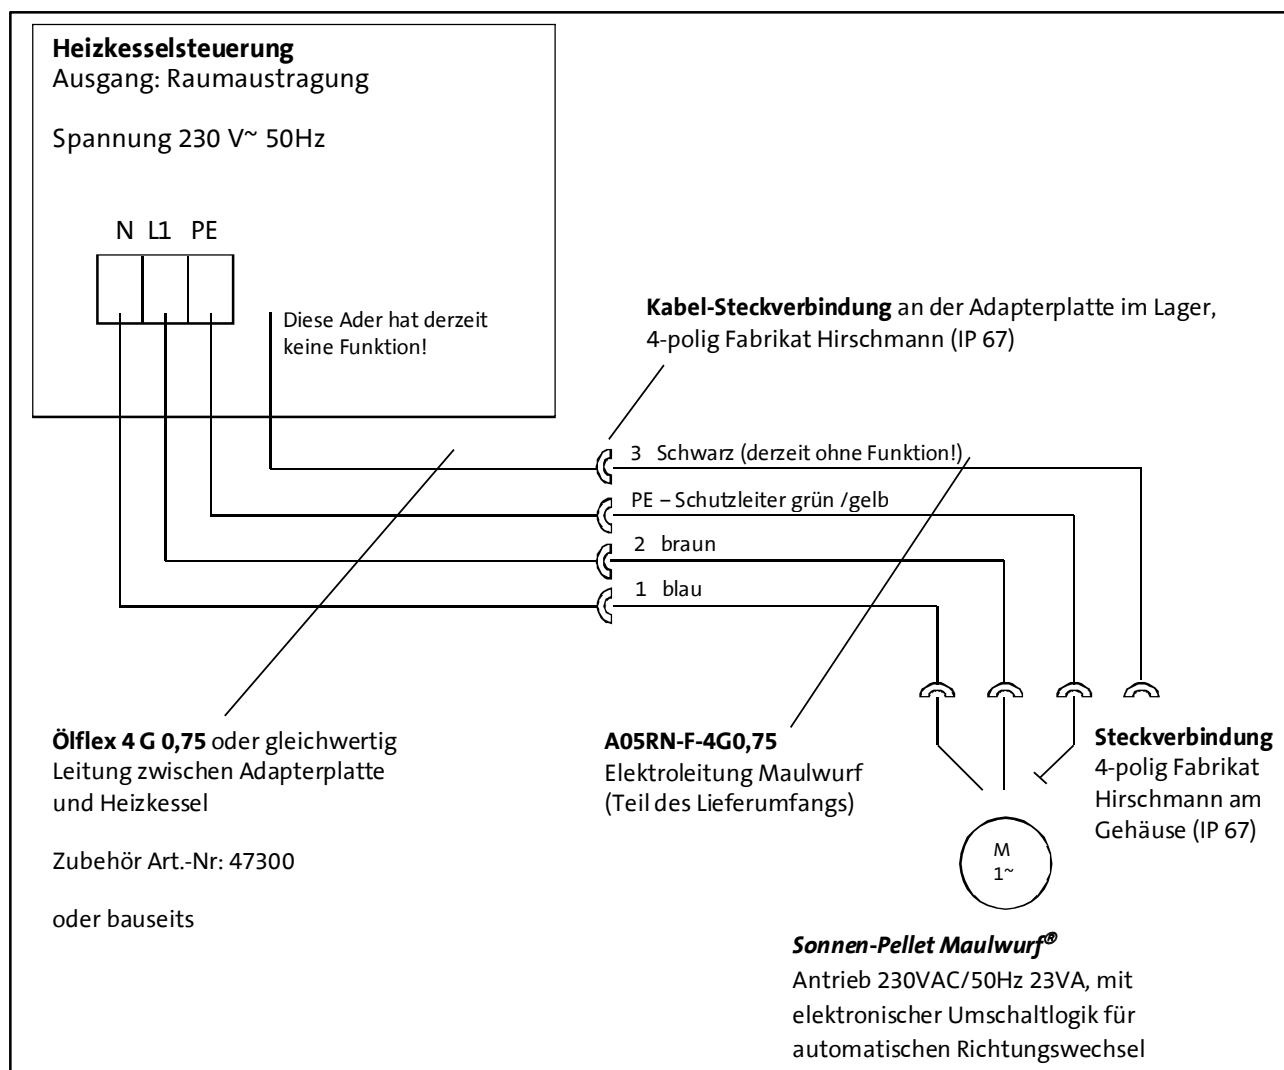 Heizkesselsteuerung
Ausgang: Raumaustragung
Spannung 230 V~ 50Hz
N L1 PE
Diese Ader hat derzeit
keine Funktion!
Kabel-Steckverbindung an der Adapterplatte im Lager,
4-polig Fabrikat Hirschmann (IP 67)
3 Schwarz (derzeit ohne Funktion!)
PE – Schutzleiter grün /gelb
2 braun
1 blau
Ölflex 4 G 0,75 oder gleichwertig
Leitung zwischen Adapterplatte
und Heizkessel
Zubehör Art.-Nr: 47300
oder bauseits
A05RN-F-4G0,75
Elektroleitung Maulwurf
(Teil des Lieferumfangs)
Steckverbindung
4-polig Fabrikat
Hirschmann am
Gehäuse (IP 67)
M
1~
Sonnen-Pellet Maulwurf®
Antrieb 230VAC/50Hz 23VA, mit
elektronischer Umschaltlogik für
automatischen Richtungswechsel